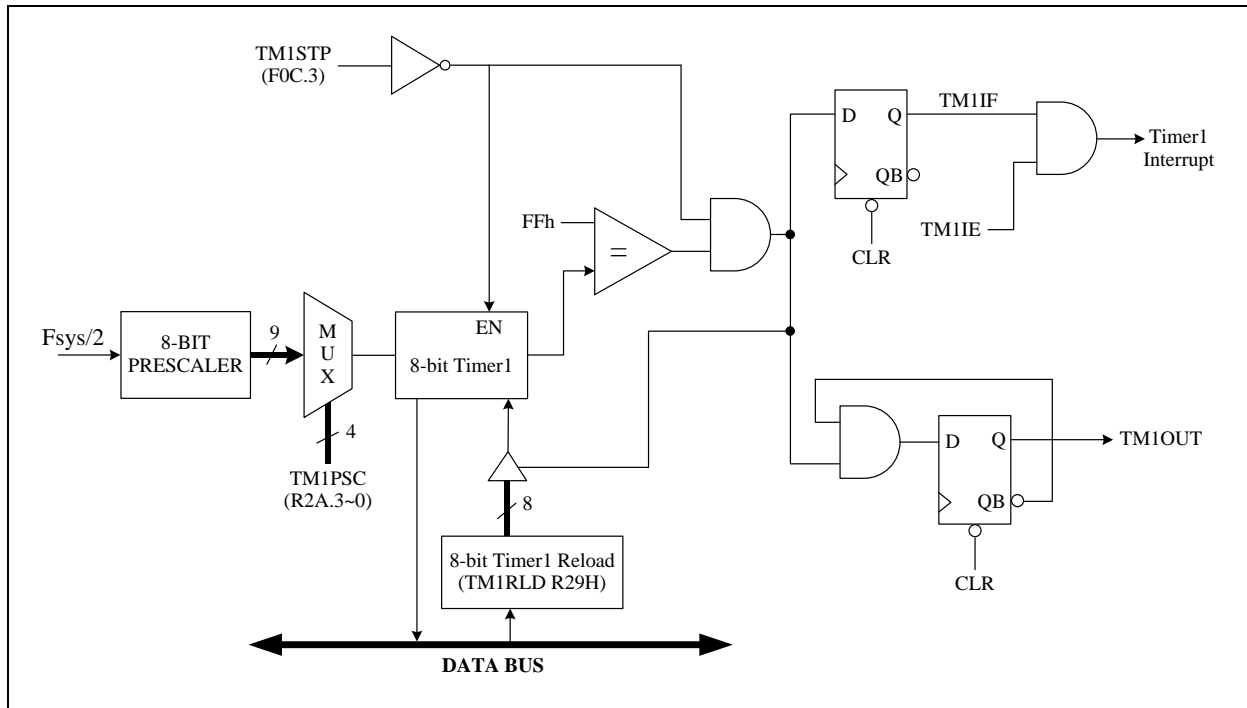 TM1STP
(F0C.3)
D
Q
QB
CLR
TM1IF
TM1IE
Timer1
Interrupt
FFh
=
Fsys/2
8-BIT
PRESCALER
9
M
U
X
4
TM1PSC
(R2A.3~0)
EN
8-bit Timer1
8
8-bit Timer1 Reload
(TM1RLD R29H)
DATA BUS
D
Q
QB
CLR
TM1OUT